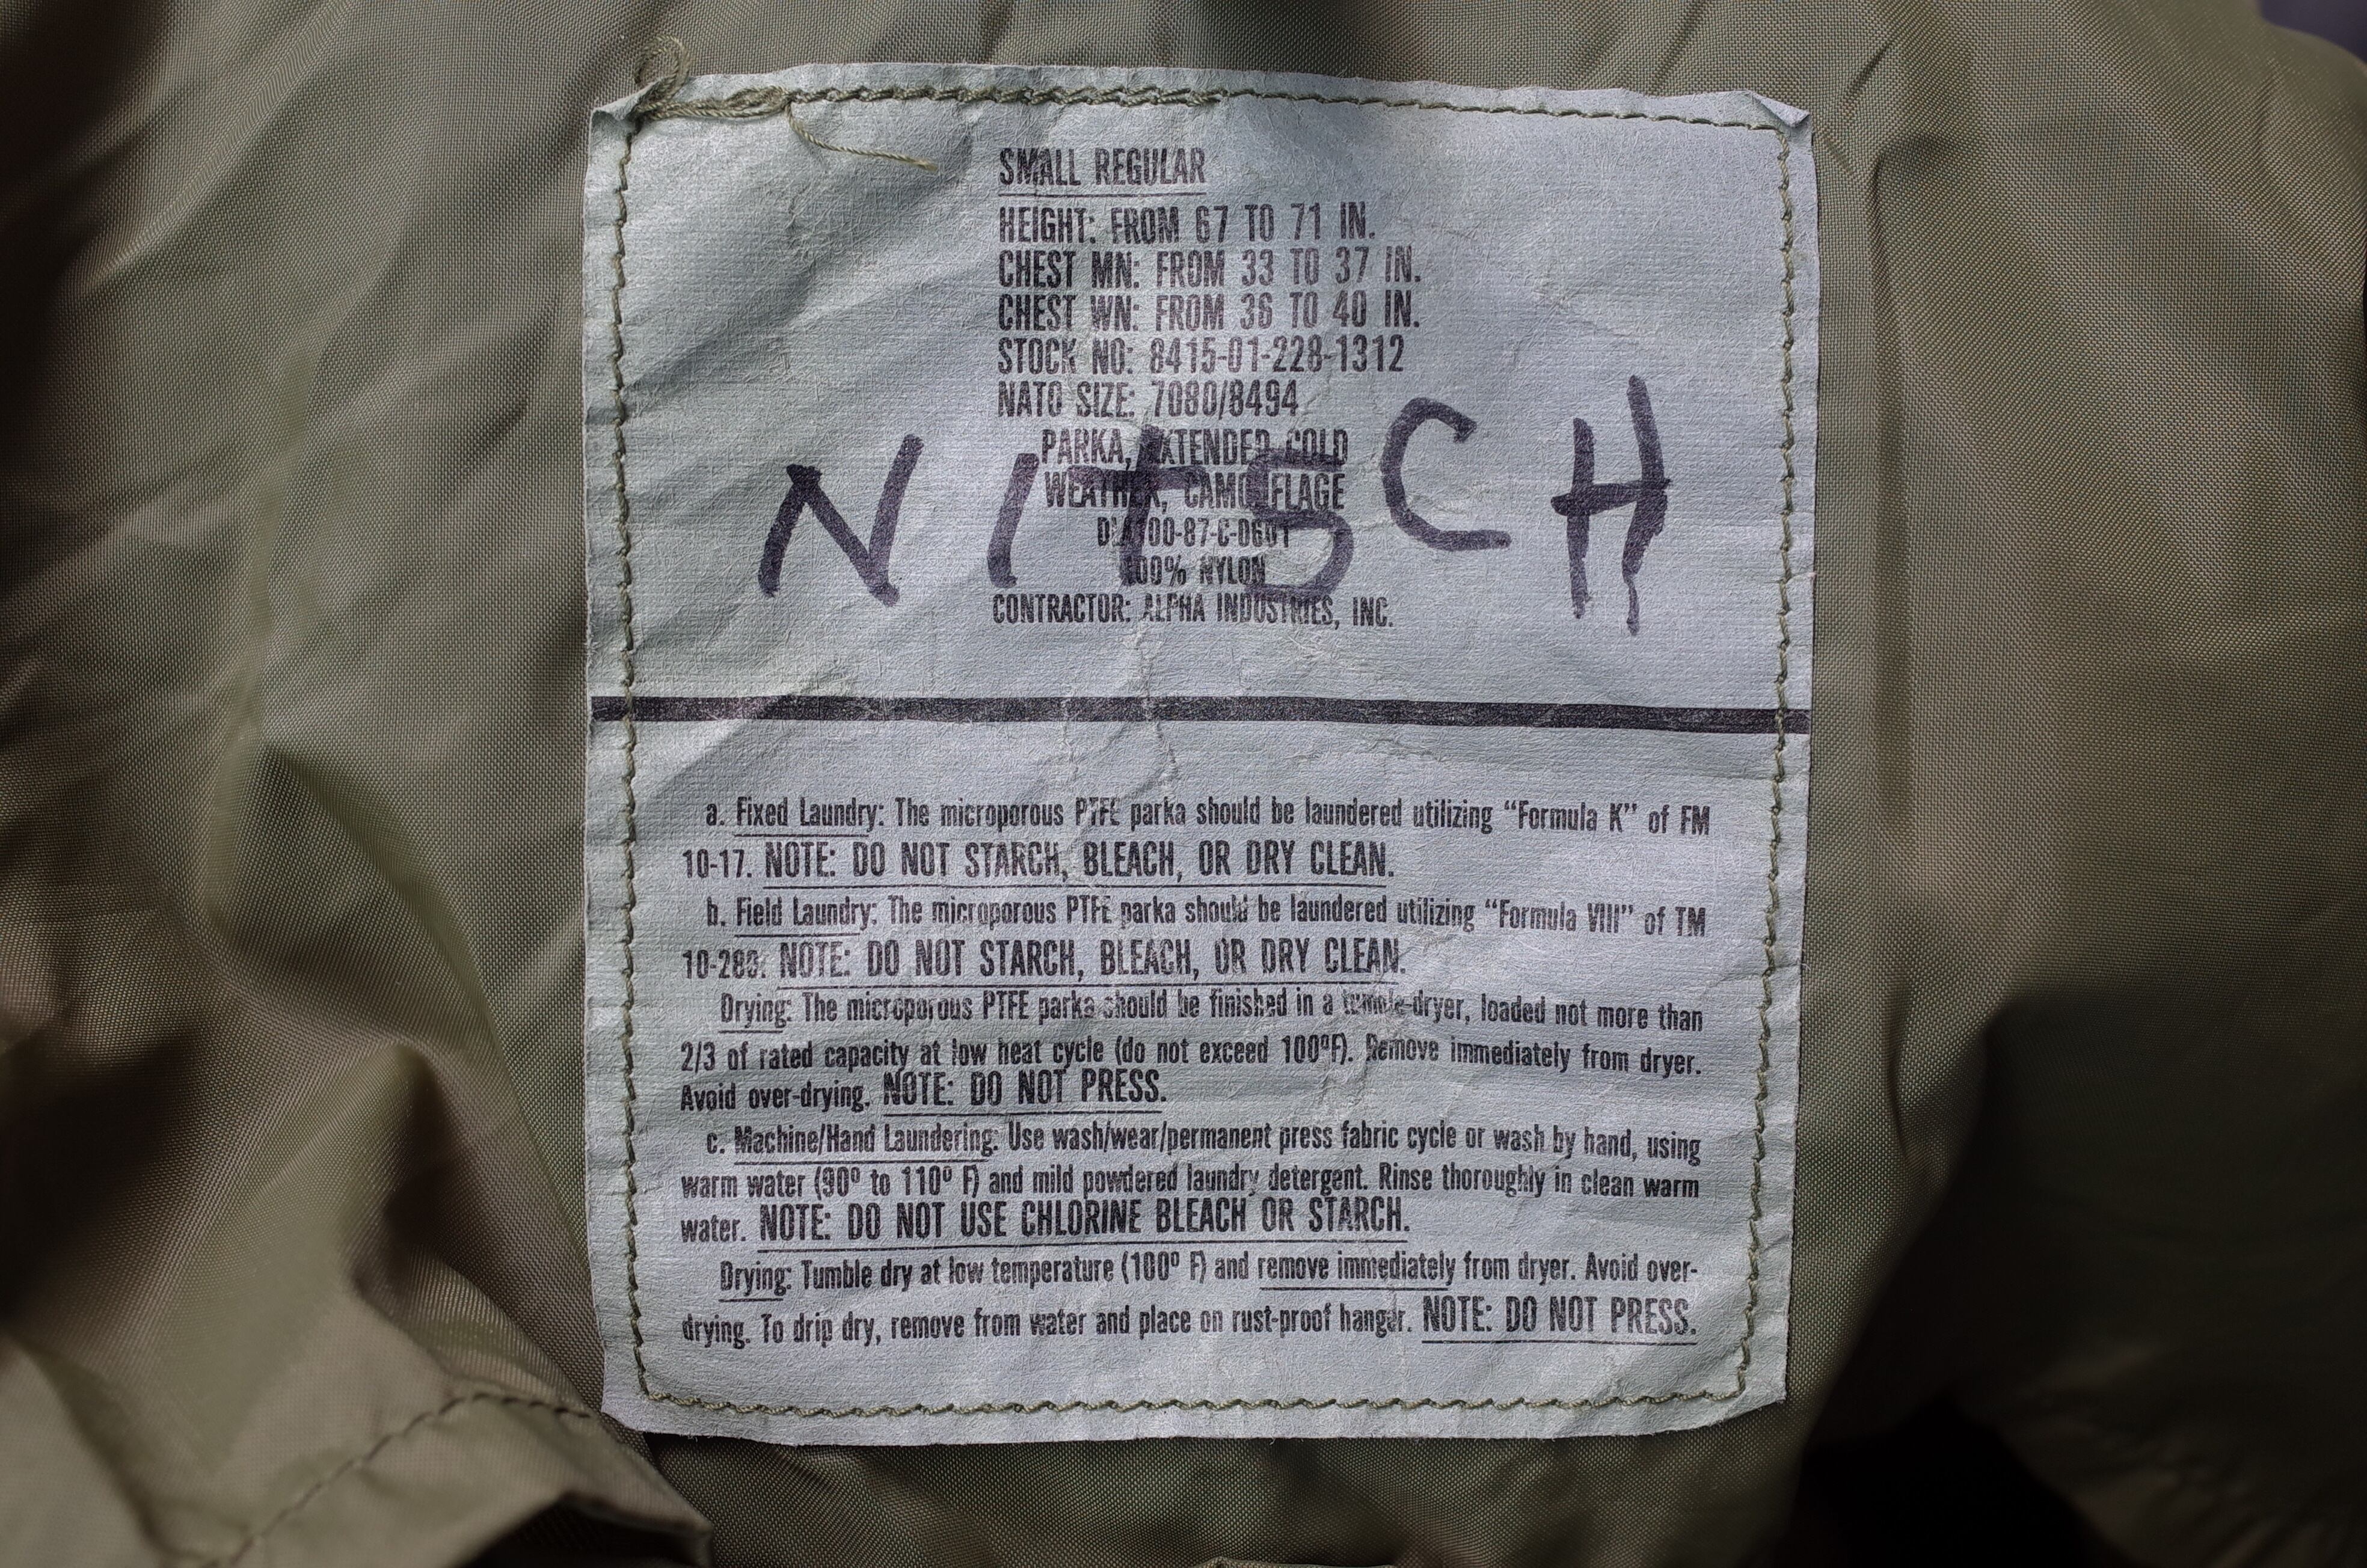 SMALL REGULAR
HEIGHT: FROM 67 TO 71 IN.
CHEST MN: FROM 33 TO 37 IN.
CHEST WN: FROM 36 TO 40 IN.
STOCK NO: 8415-01-228-1312
NATO SIZE: 7080/8494
PARKA, EXTENDED COLD
WEATHER, CAMOUFLAGE
NITSCH
DLA100-87-C-0601
100% NYLON
CONTRACTOR: ALPHA INDUSTRIES, INC.
a. Fixed Laundry: The microporous PTFE parka should be laundered utilizing “Formula K” of FM
10-17. NOTE: DO NOT STARCH, BLEACH, OR DRY CLEAN.
b. Field Laundry: The microporous PTFE parka should be laundered utilizing “Formula VIII” of TM
10-280. NOTE: DO NOT STARCH, BLEACH, OR DRY CLEAN.
Drying: The microporous PTFE parka should be finished in a tumble-dryer, loaded not more than
2/3 of rated capacity at low heat cycle (do not exceed 100ºF). Remove immediately from dryer.
Avoid over-drying. NOTE: DO NOT PRESS.
c. Machine/Hand Laundering: Use wash/wear/permanent press fabric cycle or wash by hand, using
warm water (90º to 110º F) and mild powdered laundry detergent. Rinse thoroughly in clean warm
water. NOTE: DO NOT USE CHLORINE BLEACH OR STARCH.
Drying: Tumble dry at low temperature (100º F) and remove immediately from dryer. Avoid over-
drying. To drip dry, remove from water and place on rust-proof hanger. NOTE: DO NOT PRESS.